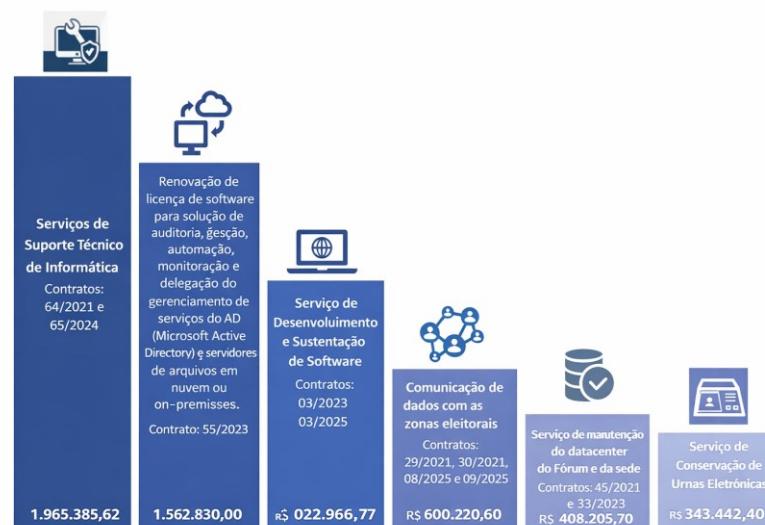 Serviços de
Suporte Técnico
de Informática
Contratos:
64/2021 e
65/2024
1.965.385,62
Renovação de
licença de software
para solução de
auditoria, ğesção,
automação,
monitoração e
delegação do
gerenciamento de
serviços do AD
(Microsoft Active
Directory) e servidores
de arquivos em
nuvem ou
on-premisses.
Contrato: 55/2023
1.562.830,00
Serviço de
Desenvoluimento
e Sustentação
de Software
Contratos:
03/2023
03/2025
R$ 022.966,77
Comunicação de
dados com as
zonas eleitorais
Contratos:
29/2021, 30/2021,
08/2025 e 09/2025
R$ 600.220,60
Serviço de manutenção
do datacenter
do Fórum e da sede
Contratos: 45/2021
e 33/2023
R$ 408.205,70
Serviço de
Conservação de
Urnas Eletrônicas
R$ 343.442,40